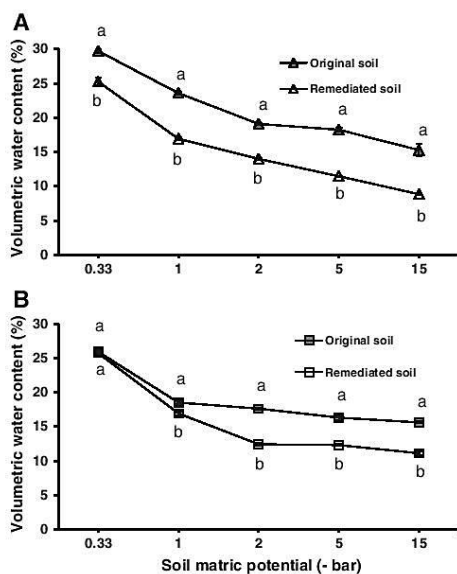 A
Volumetric water content (%)
30
25
20
15
10
5
0
a
a
a
a
a
b
b
b
b
b
Original soil
Remediated soil
0.33 1 2 5 15
B
Volumetric water content (%)
30
25
20
15
10
5
0
a
a
a
a
a
a
b
b
b
b
Original soil
Remediated soil
0.33 1 2 5 15
Soil matric potential (- bar)